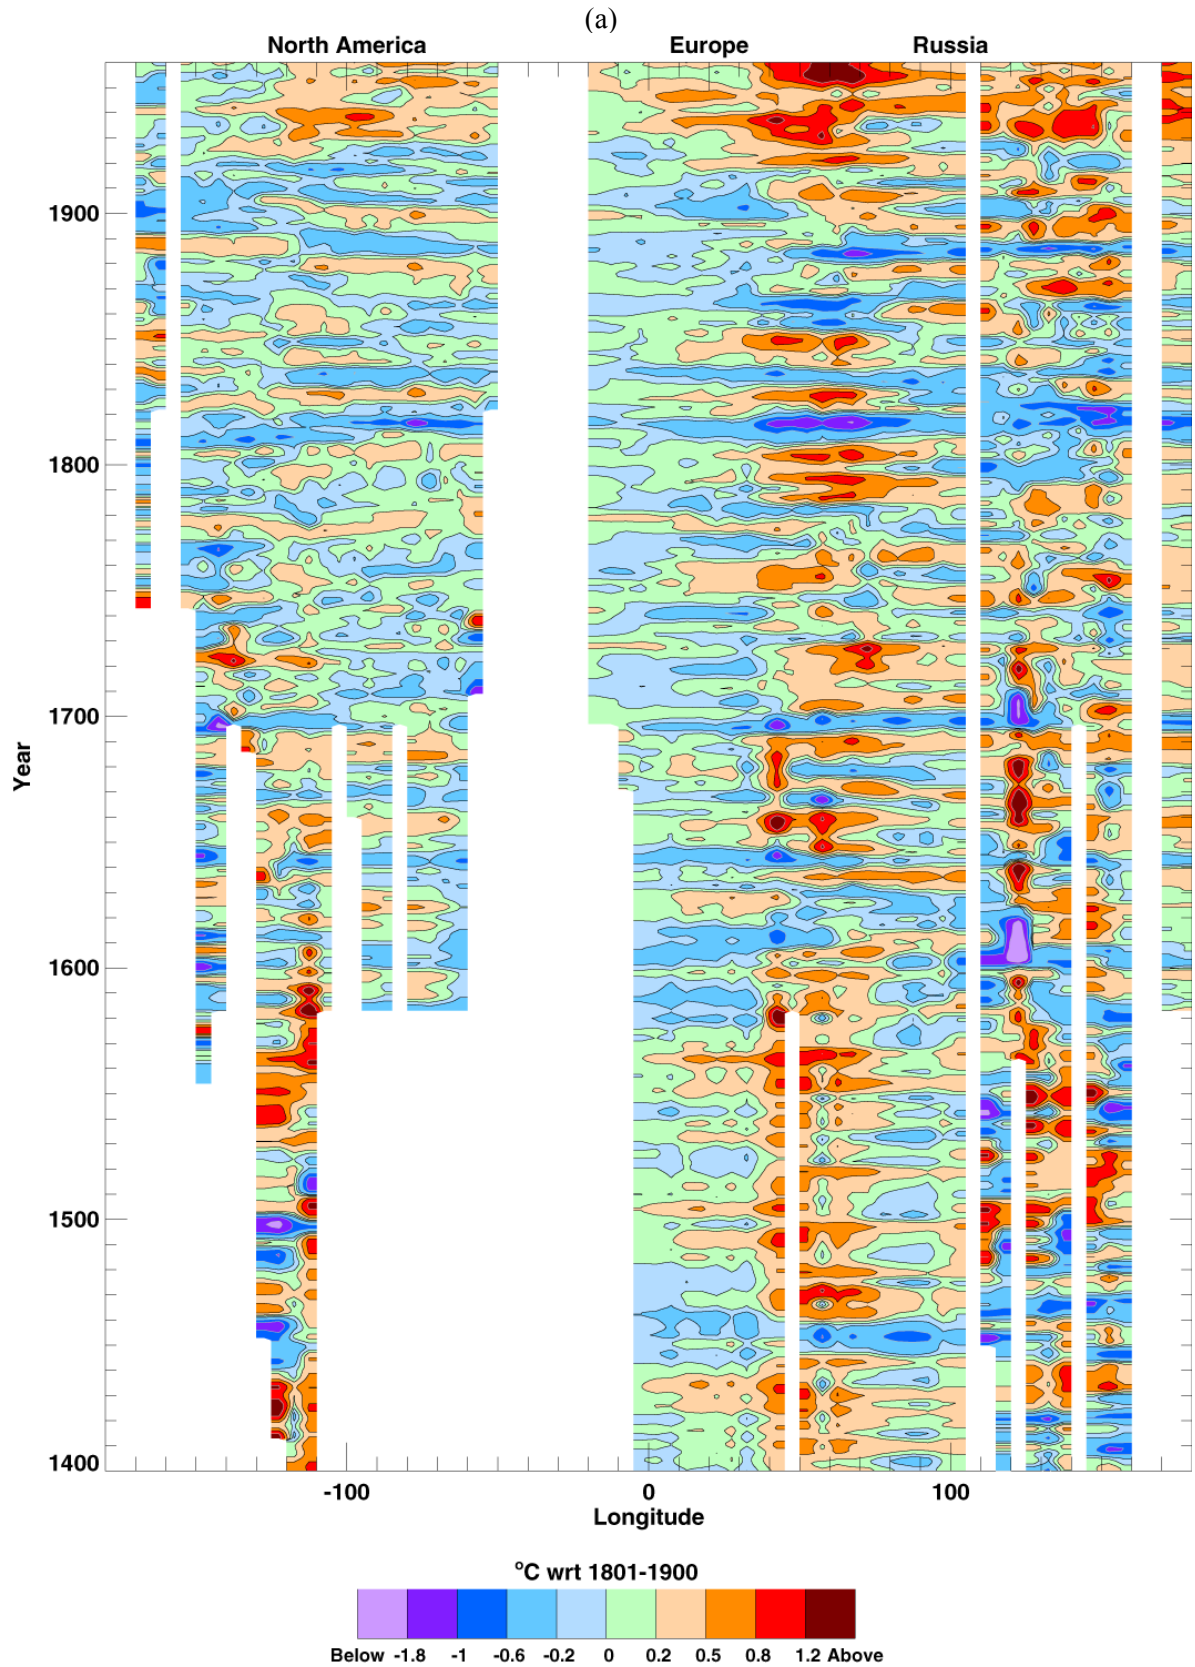 (a)
North America Europe Russia
1900
1800
1700
Year
1600
1500
1400
-100 0 100
Longitude
°C wrt 1801-1900
Below -1.8 -1 -0.6 -0.2 0 0.2 0.5 0.8 1.2 Above